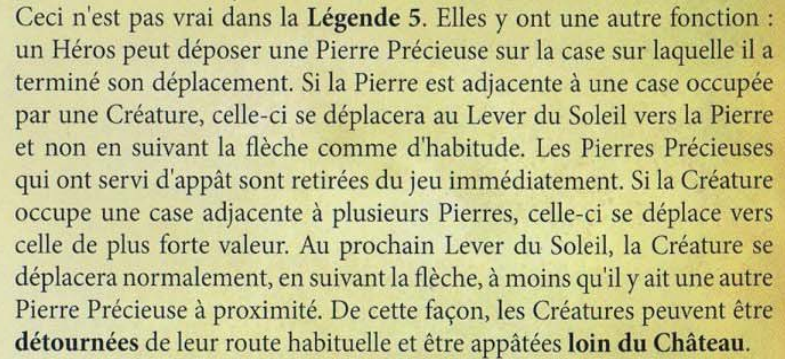 Ceci n'est pas vrai dans la Légende 5. Elles y ont une autre fonction :
un Héros peut déposer une Pierre Précieuse sur la case sur laquelle il a
terminé son déplacement. Si la Pierre est adjacente à une case occupée
par une Créature, celle-ci se déplacera au Lever du Soleil vers la Pierre
et non en suivant la flèche comme d'habitude. Les Pierres Précieuses
qui ont servi d'appât sont retirées du jeu immédiatement. Si la Créature
occupe une case adjacente à plusieurs Pierres, celle-ci se déplace vers
celle de plus forte valeur. Au prochain Lever du Soleil, la Créature se
déplacera normalement, en suivant la flèche, à moins qu'il y ait une autre
Pierre Précieuse à proximité. De cette façon, les Créatures peuvent être
détournées de leur route habituelle et être appâtées loin du Château.